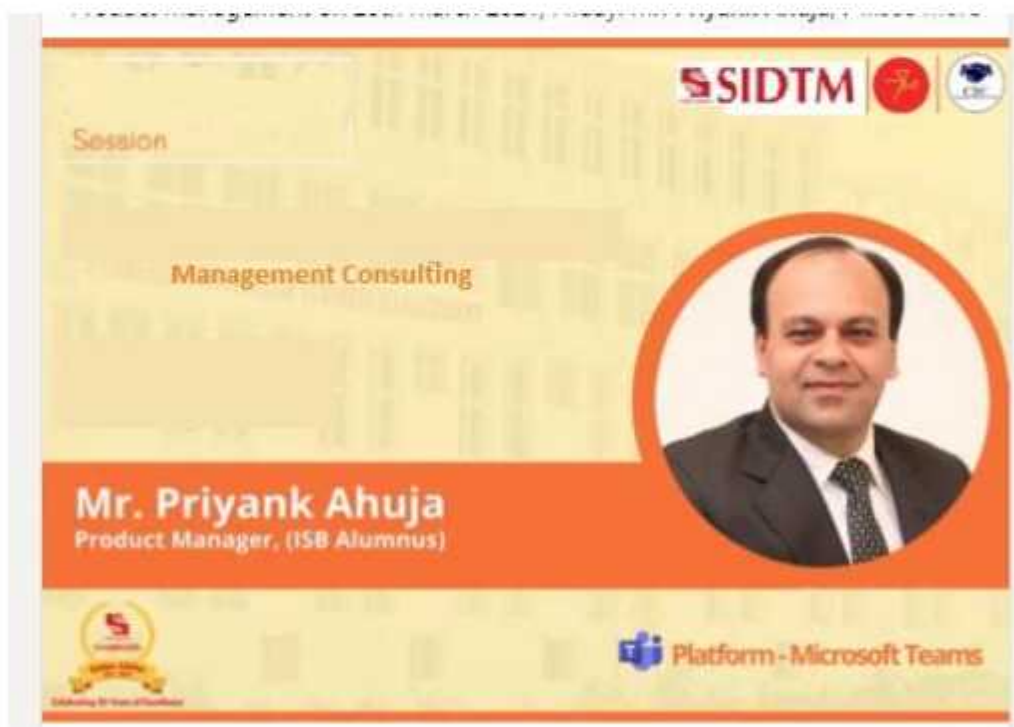 SIDTM
Session
Management Consulting
Mr. Priyank Ahuja
Product Manager, (ISB Alumnus)
Platform - Microsoft Teams